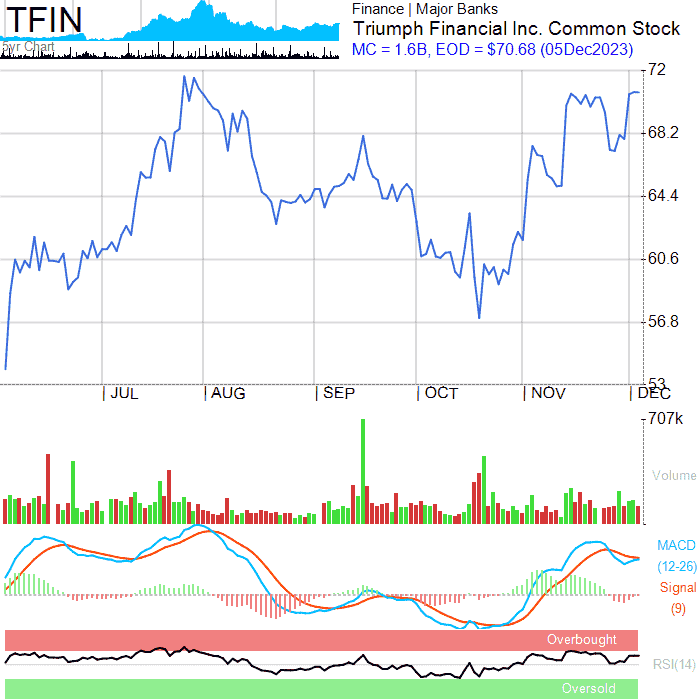 TFIN
5yr Chart
Finance | Major Banks
Triumph Financial Inc. Common Stock
MC = 1.6B, EOD = $70.68 (05Dec2023)
72
68.2
64.4
60.6
56.8
53
JUL AUG SEP OCT NOV DEC
707k
Volume
MACD
(12-26)
Signal
(9)
Overbought
RSI(14)
Oversold